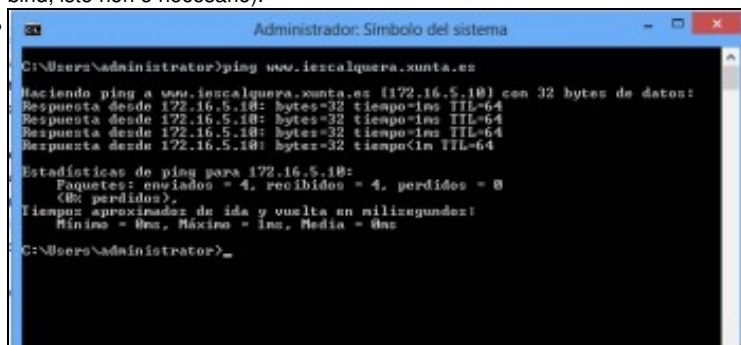 bind, isto non é necesario).
Administrador: Símbolo del sistema
C:\Users\administrator>ping www.iescalquera.xunta.es
Haciendo ping a www.iescalquera.xunta.es [172.16.5.10] con 32 bytes de datos:
Respuesta desde 172.16.5.10: bytes=32 tiempo=1ms TTL=64
Respuesta desde 172.16.5.10: bytes=32 tiempo=1ms TTL=64
Respuesta desde 172.16.5.10: bytes=32 tiempo=1ms TTL=64
Respuesta desde 172.16.5.10: bytes=32 tiempo<1m TTL=64
Estadísticas de ping para 172.16.5.10:
Paquetes: enviados = 4, recibidos = 4, perdidos = 0
(0% perdidos),
Tiempos aproximados de ida y vuelta en milisegundos:
Mínimo = 0ms, Máximo = 1ms, Media = 0ms
C:\Users\administrator>_